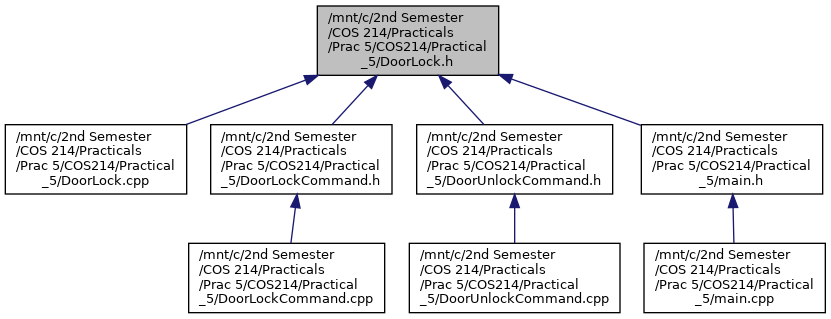 /mnt/c/2nd Semester
/COS 214/Practicals
/Prac 5/COS214/Practical
_5/DoorLock.h
/mnt/c/2nd Semester
/COS 214/Practicals
/Prac 5/COS214/Practical
_5/DoorLock.cpp
/mnt/c/2nd Semester
/COS 214/Practicals
/Prac 5/COS214/Practical
_5/DoorLockCommand.h
/mnt/c/2nd Semester
/COS 214/Practicals
/Prac 5/COS214/Practical
_5/DoorUnlockCommand.h
/mnt/c/2nd Semester
/COS 214/Practicals
/Prac 5/COS214/Practical
_5/main.h
/mnt/c/2nd Semester
/COS 214/Practicals
/Prac 5/COS214/Practical
_5/DoorLockCommand.cpp
/mnt/c/2nd Semester
/COS 214/Practicals
/Prac 5/COS214/Practical
_5/DoorUnlockCommand.cpp
/mnt/c/2nd Semester
/COS 214/Practicals
/Prac 5/COS214/Practical
_5/main.cpp